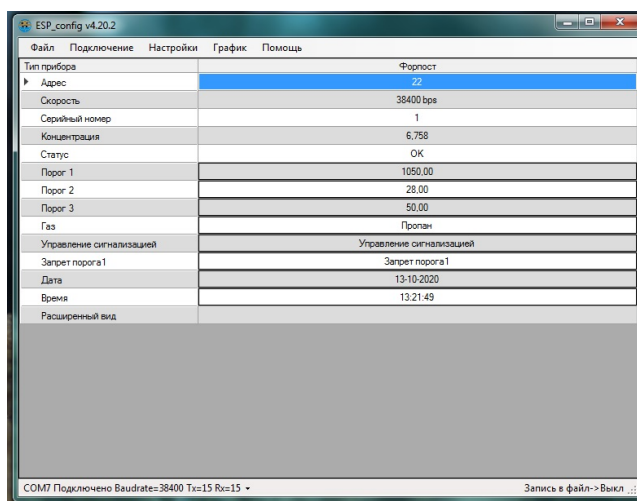 ESP_config v4.20.2
Файл Подключение Настройки График Помощь
Тип прибора Форпост
Адрес 22
Скорость 38400 bps
Серийный номер 1
Концентрация 6,758
Статус OK
Порог 1 1050,00
Порог 2 28,00
Порог 3 50,00
Газ Пропан
Управление сигнализацией Управление сигнализацией
Запрет порога1 Запрет порога1
Дата 13-10-2020
Время 13:21:49
Расширенный вид
COM7 Подключено Baudrate=38400 Tx=15 Rx=15 Запись в файл->Выкл